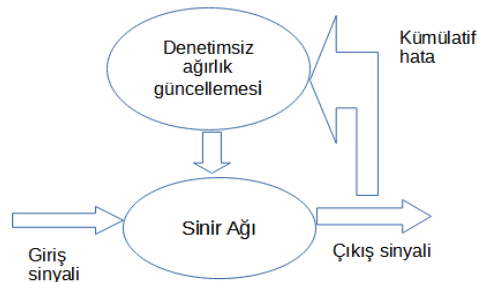 Denetimsiz
ağırlık
güncellemesi
Kümülatif
hata
Sinir Ağı
Giriş
sinyali
Çıkış sinyali